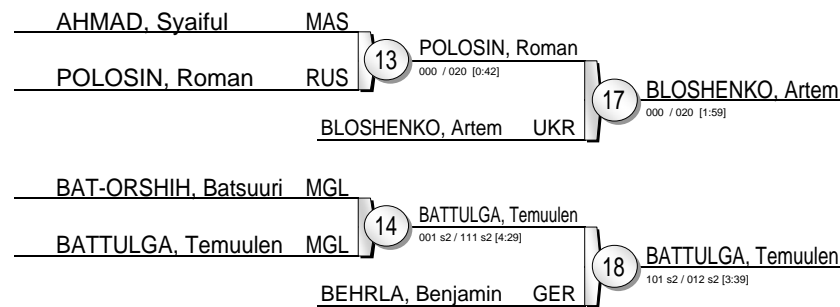 AHMAD, Syaiful MAS
13
POLOSIN, Roman
000 / 020 [0:42]
POLOSIN, Roman RUS
17
BLOSHENKO, Artem
000 / 020 [1:59]
BLOSHENKO, Artem UKR
BAT-ORSHIH, Batsuuri MGL
14
BATTULGA, Temuulen
001 s2 / 111 s2 [4:29]
BATTULGA, Temuulen MGL
18
BATTULGA, Temuulen
101 s2 / 012 s2 [3:39]
BEHRLA, Benjamin GER